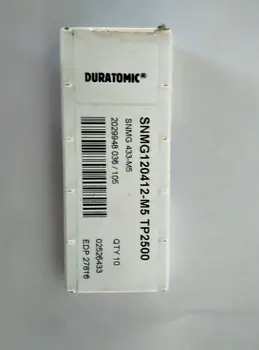 DURATOMIC®
SNMG120412-M5 TP2500
SNMG 433-M5
2029948 036 / 105
QTY 10
02526433
EDP 27816